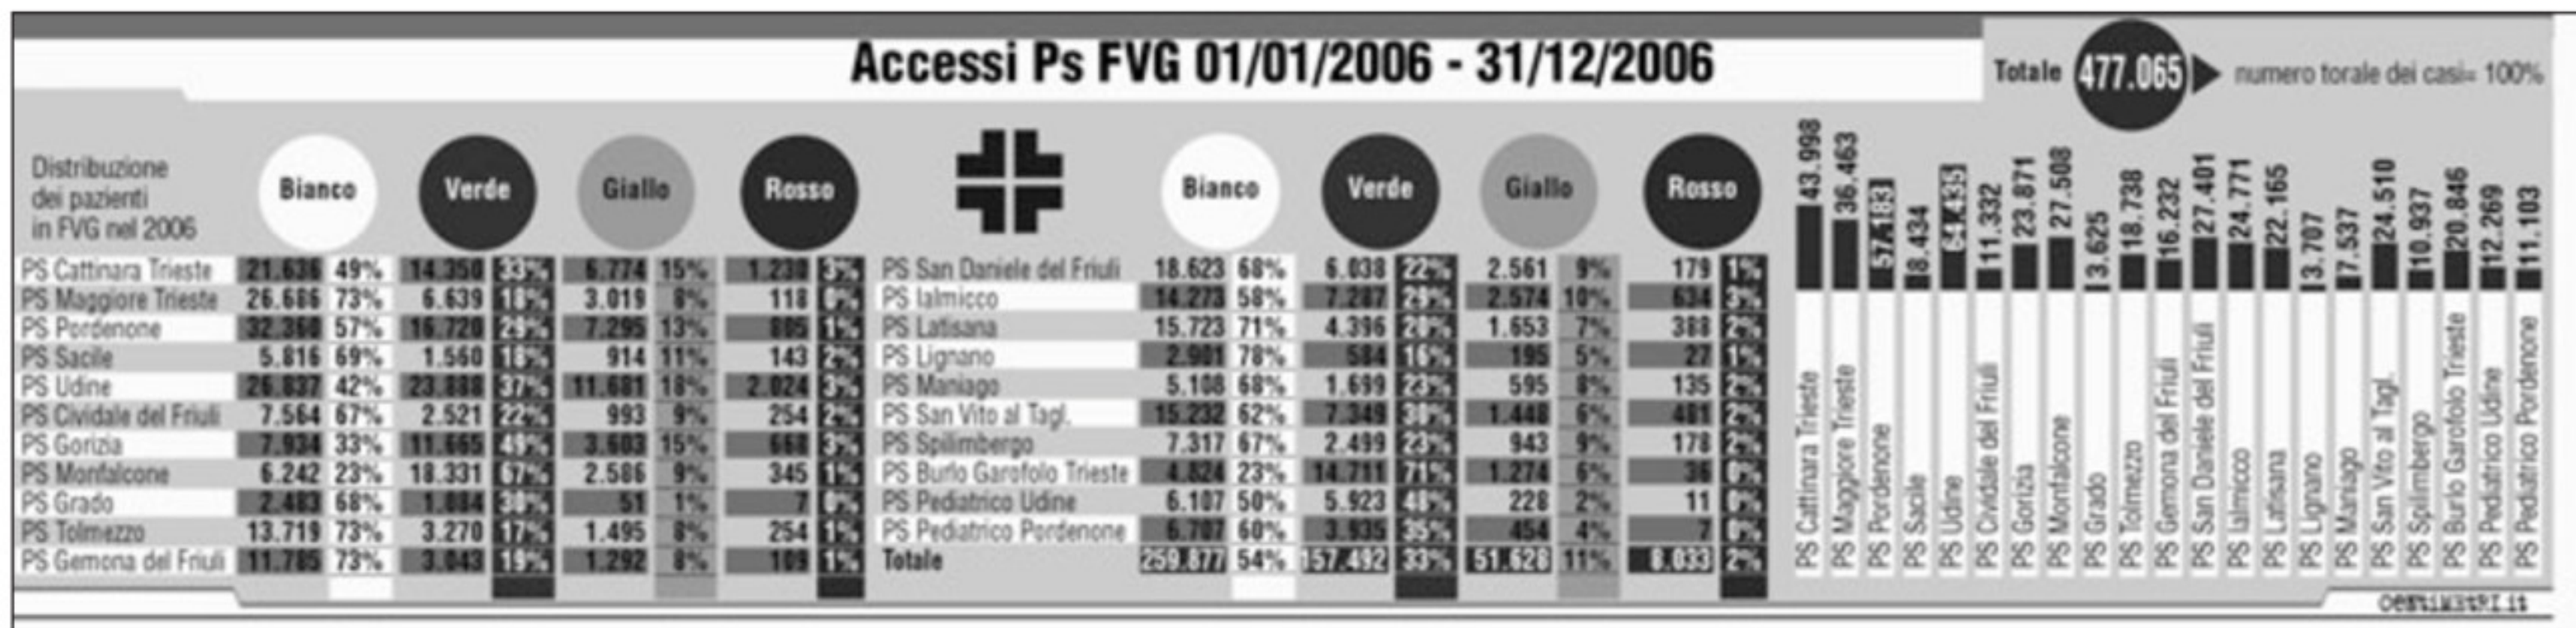 Accessi Ps FVG 01/01/2006 - 31/12/2006
Totale 477.065 numero torale dei casi= 100%
Distribuzione
dei pazienti
in FVG nel 2006
Bianco Verde Giallo Rosso
PS Cattinara Trieste 21.636 49% 14.350 33% 6.774 15% 1.230 3%
PS Maggiore Trieste 26.686 73% 6.639 18% 3.019 8% 118 0%
PS Pordenone 32.360 57% 16.720 29% 7.295 13% 805 1%
PS Sacile 5.816 69% 1.560 18% 914 11% 143 2%
PS Udine 26.837 42% 23.888 37% 11.681 18% 2.024 3%
PS Cividale del Friuli 7.564 67% 2.521 22% 993 9% 254 2%
PS Gorizia 7.934 33% 11.665 49% 3.603 15% 668 3%
PS Monfalcone 6.242 23% 18.331 67% 2.586 9% 345 1%
PS Grado 2.483 68% 1.084 30% 51 1% 7 0%
PS Tolmezzo 13.719 73% 3.270 17% 1.495 8% 254 1%
PS Gemona del Friuli 11.785 73% 3.043 19% 1.292 8% 109 1%
Bianco Verde Giallo Rosso
PS San Daniele del Friuli 18.623 68% 6.038 22% 2.561 9% 179 1%
PS Ialmicco 14.273 58% 7.287 29% 2.574 10% 634 3%
PS Latisana 15.723 71% 4.396 20% 1.653 7% 388 2%
PS Lignano 2.901 78% 584 16% 195 5% 27 1%
PS Maniago 5.108 68% 1.699 23% 595 8% 135 2%
PS San Vito al Tagl. 15.232 62% 7.349 30% 1.448 6% 481 2%
PS Spilimbergo 7.317 67% 2.499 23% 943 9% 178 2%
PS Burlo Garofolo Trieste 4.824 23% 14.711 71% 1.274 6% 36 0%
PS Pediatrico Udine 6.107 50% 5.923 48% 228 2% 11 0%
PS Pediatrico Pordenone 6.707 60% 3.935 35% 454 4% 7 0%
Totale 259.877 54% 157.492 33% 51.628 11% 8.033 2%
43.998 PS Cattinara Trieste
36.463 PS Maggiore Trieste
57.183 PS Pordenone
8.434 PS Sacile
PS Udine
11.332 PS Cividale del Friuli
23.871 PS Gorizia
27.508 PS Monfalcone
3.625 PS Grado
18.738 PS Tolmezzo
16.232 PS Gemona del Friuli
27.401 PS San Daniele del Friuli
24.771 PS Ialmicco
22.165 PS Latisana
3.707 PS Lignano
7.537 PS Maniago
24.510 PS San Vito al Tagl.
10.937 PS Spilimbergo
20.846 PS Burlo Garofolo Trieste
12.269 PS Pediatrico Udine
11.103 PS Pediatrico Pordenone